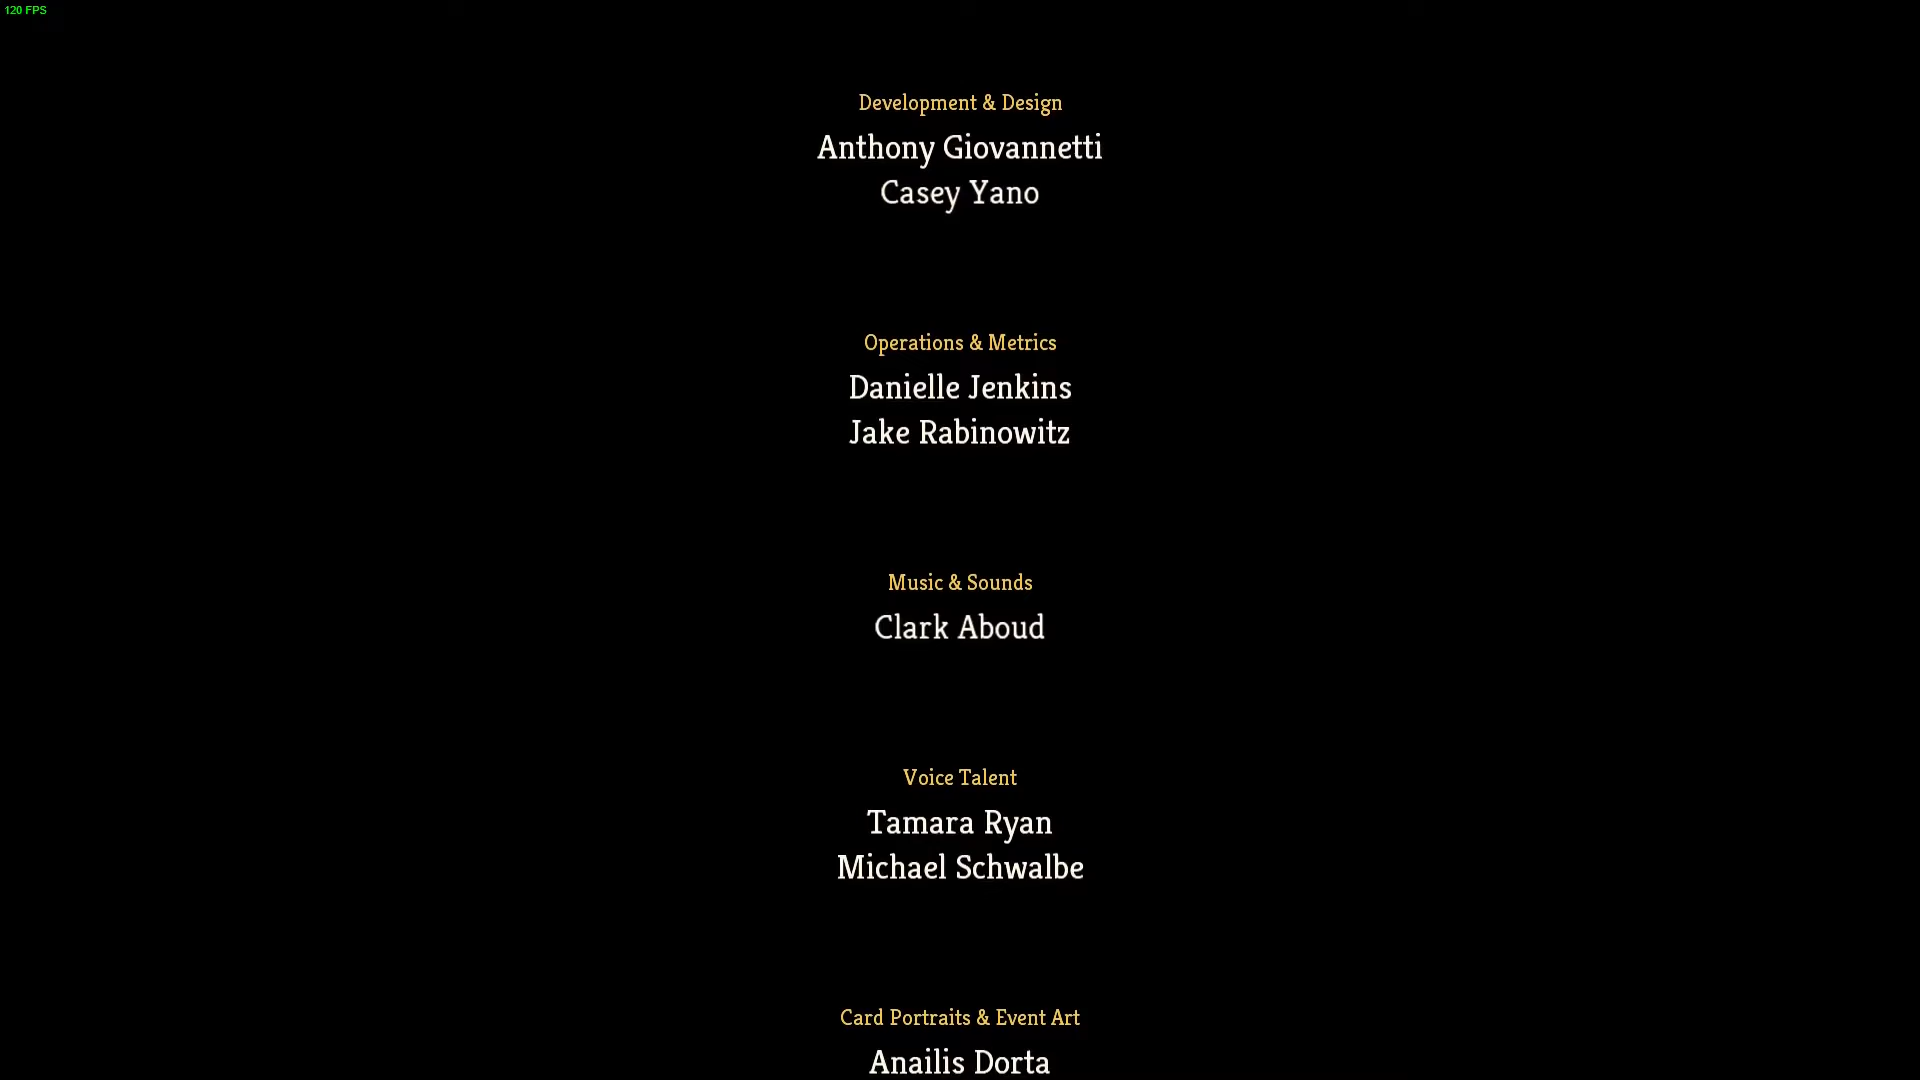 120 FPS
Development & Design
Anthony Giovannetti
Casey Yano
Operations & Metrics
Danielle Jenkins
Jake Rabinowitz
Music & Sounds
Clark Aboud
Voice Talent
Tamara Ryan
Michael Schwalbe
Card Portraits & Event Art
Anailis Dorta